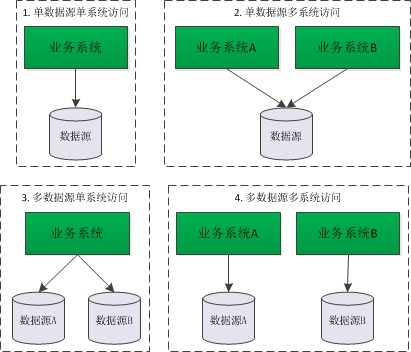 1. 单数据源单系统访问
业务系统
数据源
2. 单数据源多系统访问
业务系统A
业务系统B
数据源
3. 多数据源单系统访问
业务系统
数据源A
数据源B
4. 多数据源多系统访问
业务系统A
业务系统B
数据源A
数据源B